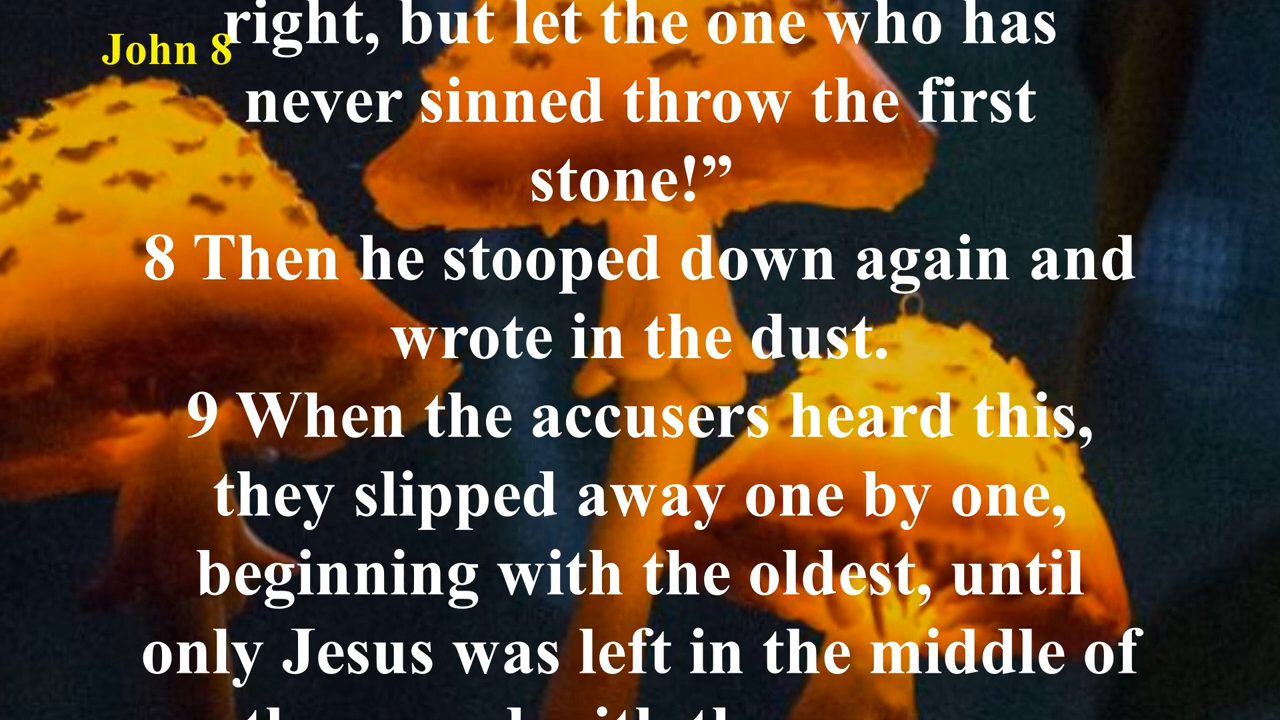 John 8
right, but let the one who has
never sinned throw the first
stone!”
8 Then he stooped down again and
wrote in the dust.
9 When the accusers heard this,
they slipped away one by one,
beginning with the oldest, until
only Jesus was left in the middle of